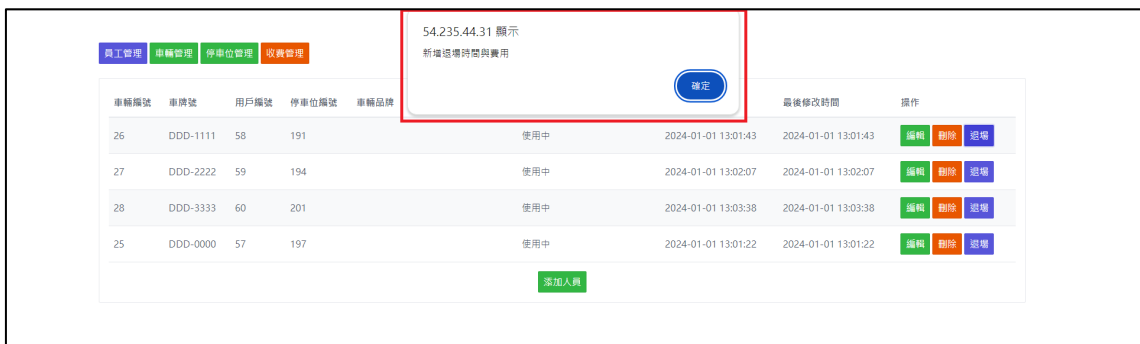 54.235.44.31 顯示
新增退場時間與費用
確定
員工管理 車輛管理 停車位管理 收費管理
車輛編號 車牌號 用戶編號 停車位編號 車輛品牌 最後修改時間 操作
26 DDD-1111 58 191 使用中 2024-01-01 13:01:43 2024-01-01 13:01:43 編輯 刪除 退場
27 DDD-2222 59 194 使用中 2024-01-01 13:02:07 2024-01-01 13:02:07 編輯 刪除 退場
28 DDD-3333 60 201 使用中 2024-01-01 13:03:38 2024-01-01 13:03:38 編輯 刪除 退場
25 DDD-0000 57 197 使用中 2024-01-01 13:01:22 2024-01-01 13:01:22 編輯 刪除 退場
添加人員